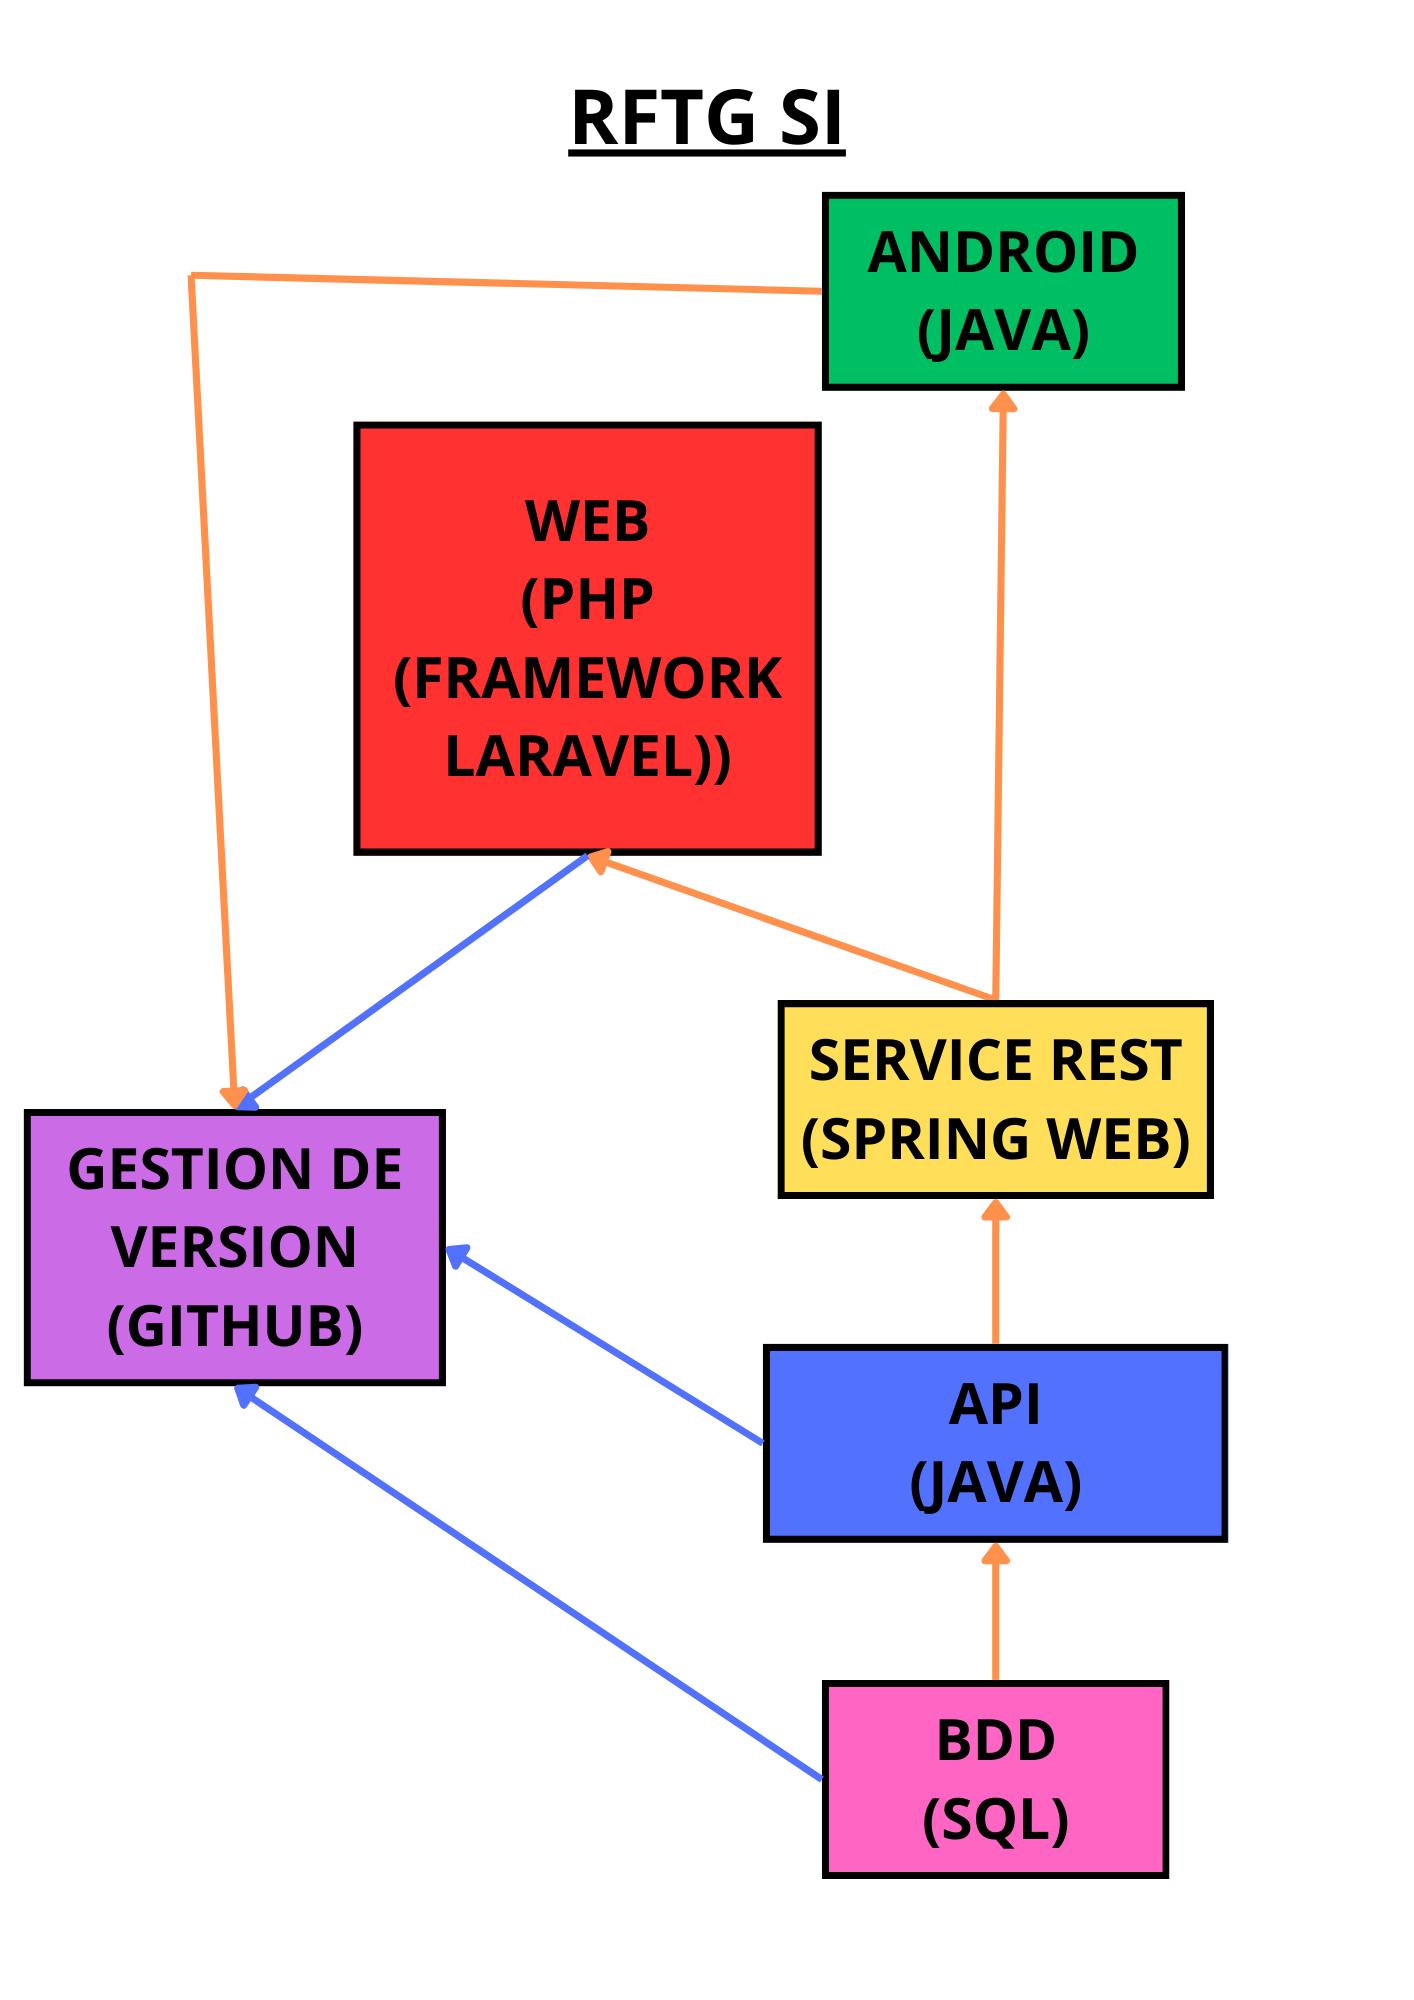 RFTG SI
ANDROID
(JAVA)
WEB
(PHP
(FRAMEWORK
LARAVEL))
SERVICE REST
(SPRING WEB)
GESTION DE
VERSION
(GITHUB)
API
(JAVA)
BDD
(SQL)